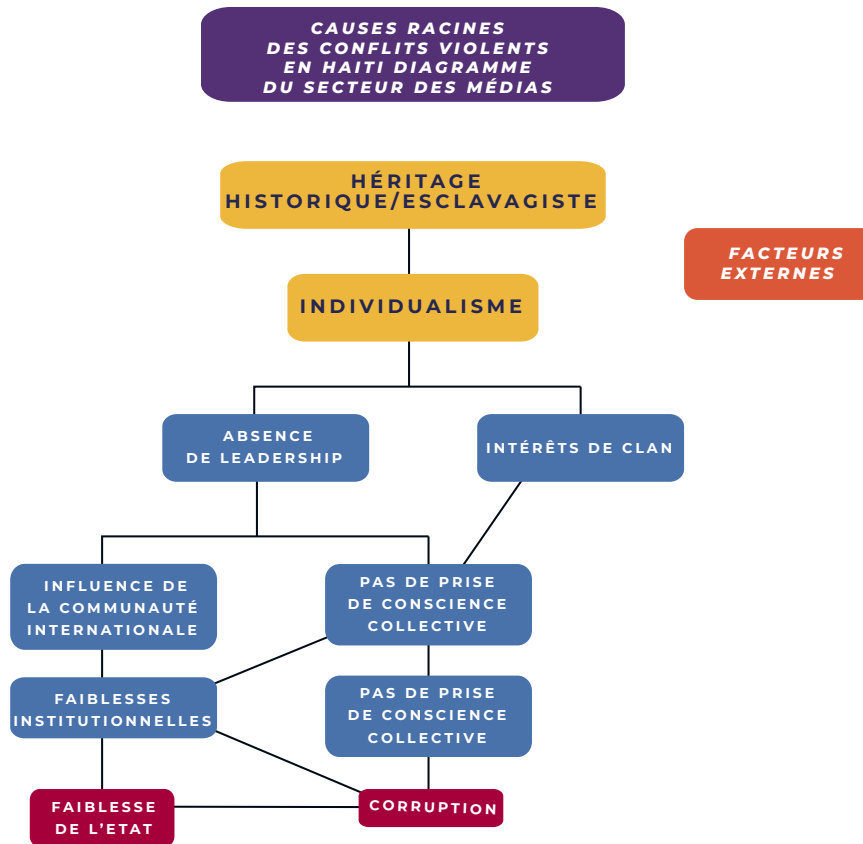 CAUSES RACINES
DES CONFLITS VIOLENTS
EN HAITI DIAGRAMME
DU SECTEUR DES MÉDIAS
HÉRITAGE
HISTORIQUE/ESCLAVAGISTE
FACTEURS
EXTERNES
INDIVIDUALISME
ABSENCE
DE LEADERSHIP
INTÉRÊTS DE CLAN
INFLUENCE DE
LA COMMUNAUTÉ
INTERNATIONALE
PAS DE PRISE
DE CONSCIENCE
COLLECTIVE
FAIBLESSES
INSTITUTIONNELLES
PAS DE PRISE
DE CONSCIENCE
COLLECTIVE
FAIBLESSE
DE L'ETAT
CORRUPTION